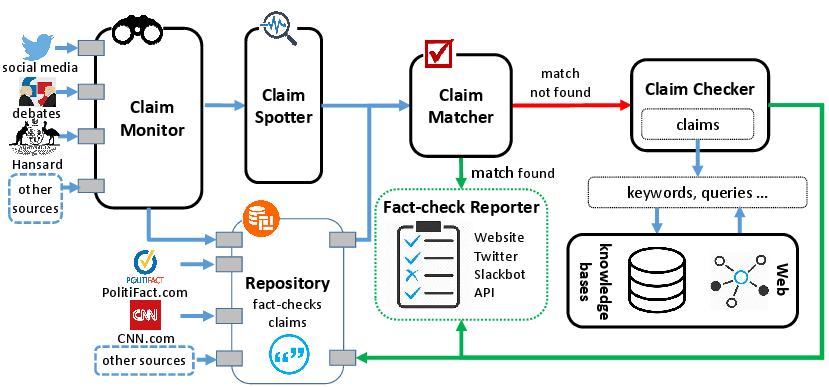 social media
debates
Hansard
other
sources
Claim
Monitor
Claim
Spotter
Claim
Matcher
match
not found
Claim Checker
claims
keywords, queries ...
knowledge
bases
Web
match found
Fact-check Reporter
Website
Twitter
Slackbot
API
Repository
fact-checks
claims
POLITIFACT
PolitiFact.com
CNN
CNN.com
other sources